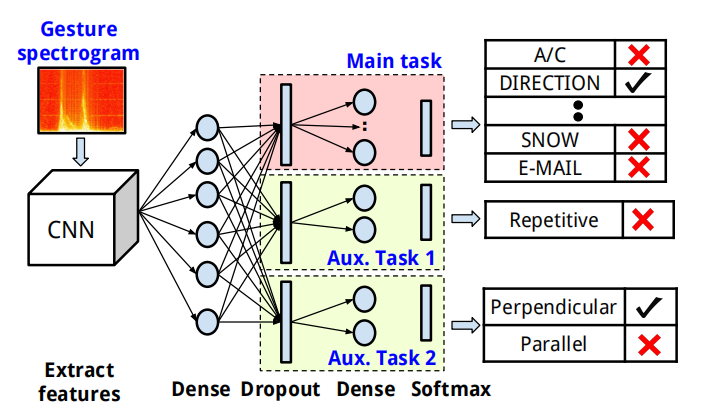 Gesture
spectrogram
CNN
Extract
features
Main task
Aux. Task 1
Aux. Task 2
Dense Dropout Dense Softmax
A/C
DIRECTION
SNOW
E-MAIL
Repetitive
Perpendicular
Parallel